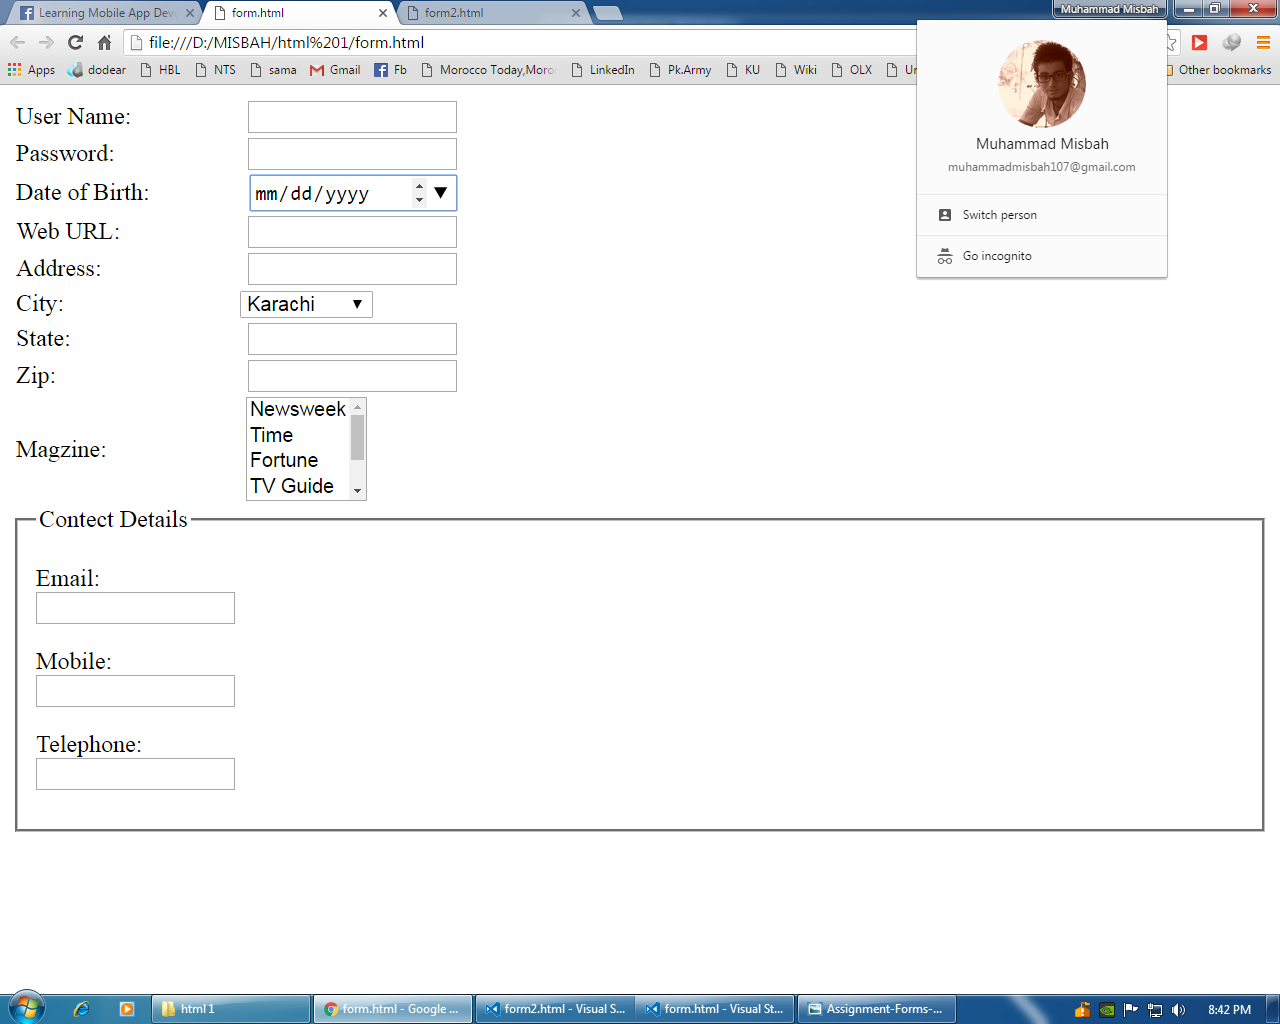 Learning Mobile App Dev
form.html
form2.html
Muhammad Misbah
file:///D:/MISBAH/html%201/form.html
Apps
dodear
HBL
NTS
sama
Gmail
Fb
Morocco Today,Moro
LinkedIn
Pk.Army
KU
Wiki
OLX
Other bookmarks
Muhammad Misbah
muhammadmisbah107@gmail.com
Switch person
Go incognito
User Name:
Password:
Date of Birth:
mm/dd/yyyy
Web URL:
Address:
City:
Karachi
State:
Zip:
Magzine:
Newsweek
Time
Fortune
TV Guide
Contect Details
Email:
Mobile:
Telephone:
html 1
form.html - Google ...
form2.html - Visual S...
form.html - Visual St...
Assignment-Forms-...
8:42 PM